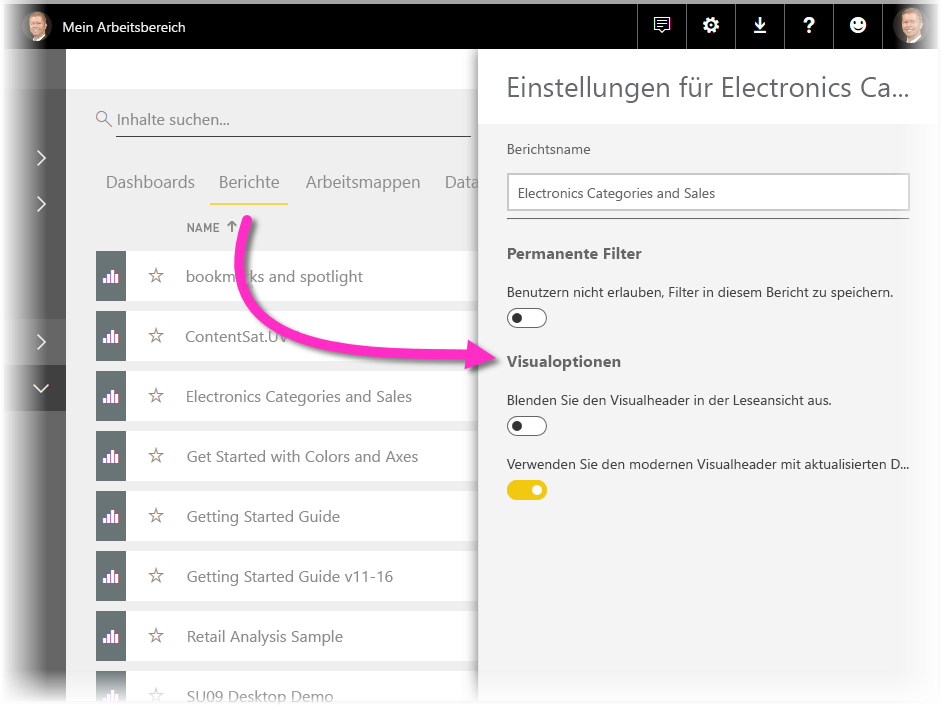 Mein Arbeitsbereich
?
Einstellungen für Electronics Ca...
Inhalte suchen...
Dashboards Berichte Arbeitsmappen Data
NAME
bookm ks and spotlight
ContentSat.
Electronics Categories and Sales
Get Started with Colors and Axes
Getting Started Guide
Getting Started Guide v11-16
Retail Analysis Sample
SU09 Desktop Demo
Berichtsname
Electronics Categories and Sales
Permanente Filter
Benutzern nicht erlauben, Filter in diesem Bericht zu speichern.
Visualoptionen
Blenden Sie den Visualheader in der Leseansicht aus.
Verwenden Sie den modernen Visualheader mit aktualisierten D...